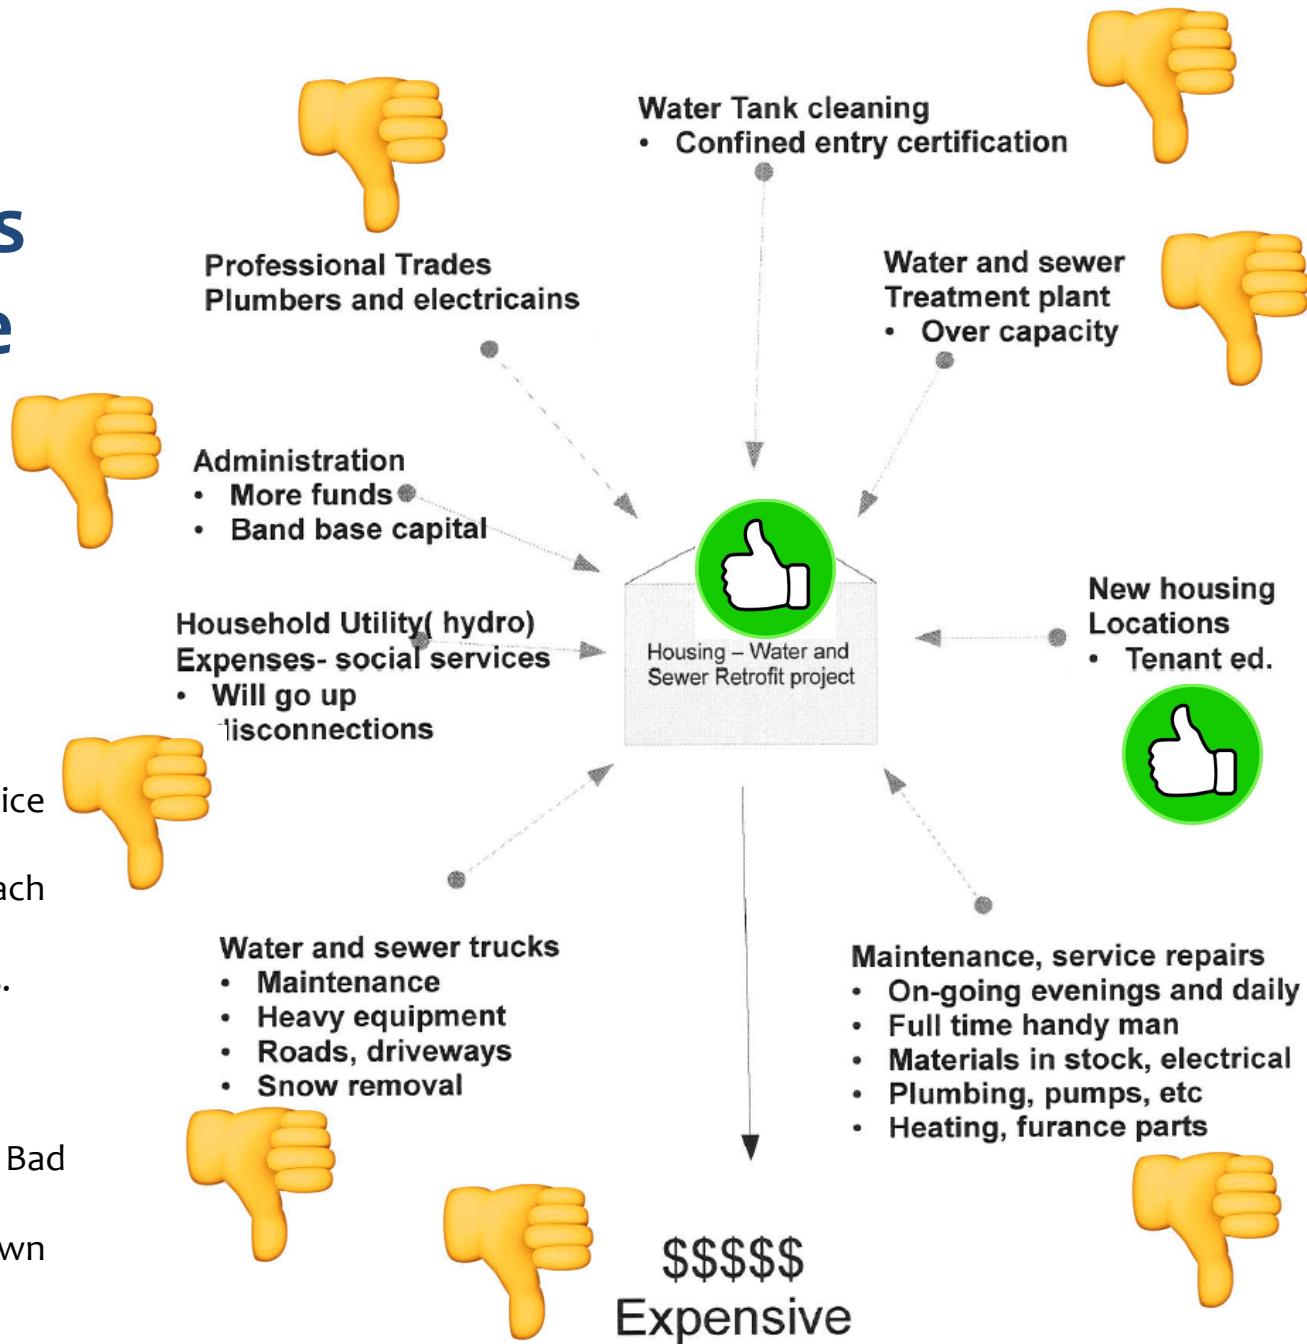 Water Tank cleaning
• Confined entry certification
Professional Trades
Plumbers and electricains
Water and sewer
Treatment plant
• Over capacity
Administration
• More funds
• Band base capital
Household Utility( hydro)
Expenses- social services
• Will go up
New housing
Locations
• Tenant ed.
Housing – Water and
Sewer Retrofit project
Water and sewer trucks
• Maintenance
• Heavy equipment
• Roads, driveways
• Snow removal
Maintenance, service repairs
• On-going evenings and daily
• Full time handy man
• Materials in stock, electrical
• Plumbing, pumps, etc
• Heating, furance parts
Bad
$$$$$
Expensive